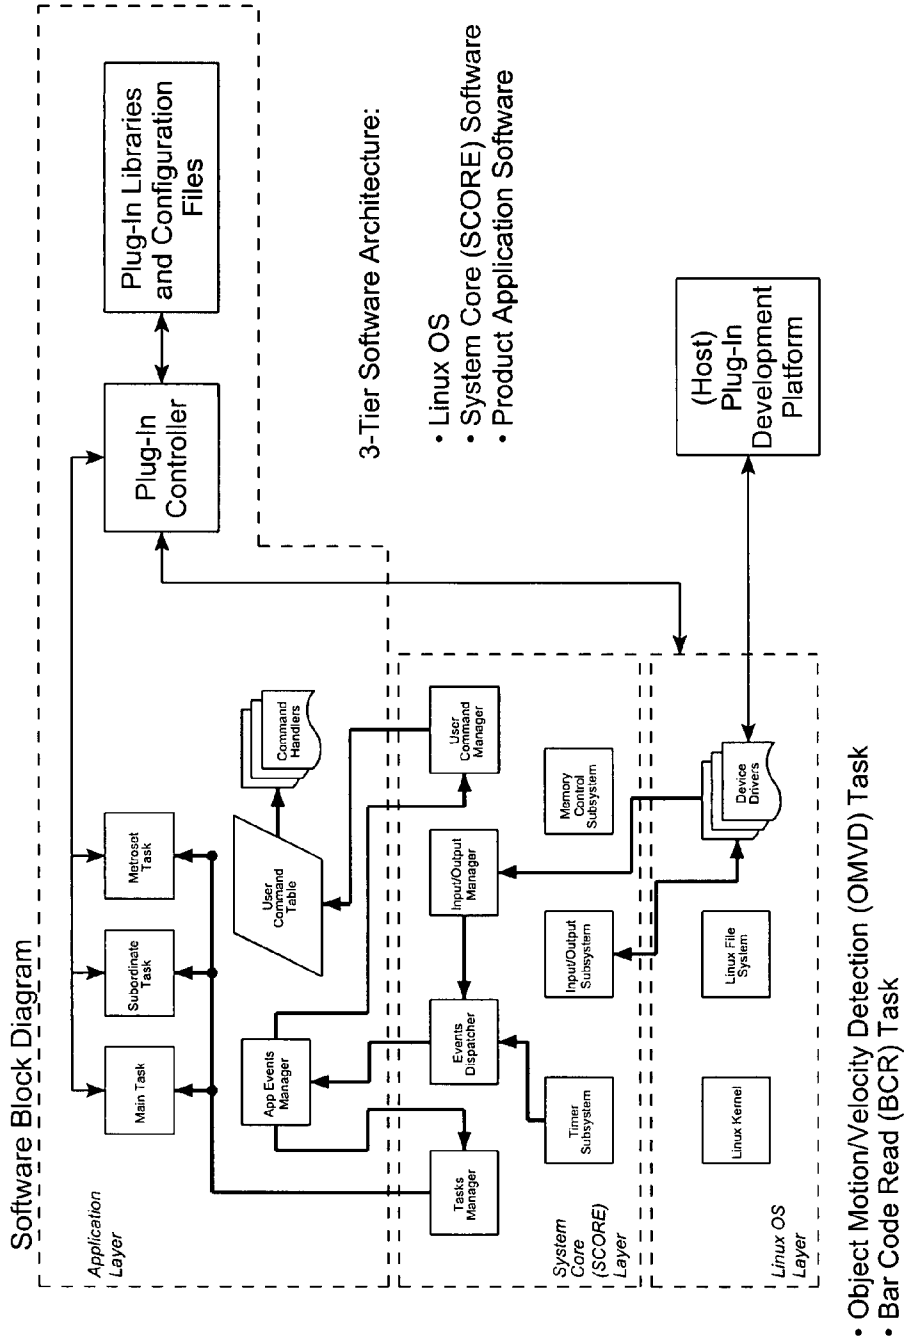 Software Block Diagram
Application
Layer
Main Task
Subordinate
Task
Metroset
Task
Plug-In
Controller
Plug-In Libraries
and Configuration
Files
App Events
Manager
User
Command
Table
Command
Handlers
3-Tier Software Architecture:
• Linux OS
• System Core (SCORE) Software
• Product Application Software
Tasks
Manager
Events
Dispatcher
Input/Output
Manager
User
Command
Manager
System
Core
(SCORE)
Layer
Timer
Subsystem
Input/Output
Subsystem
Memory
Control
Subsystem
Linux OS
Layer
Linux Kernel
Linux File
System
Device
Drivers
(Host)
Plug-In
Development
Platform
• Object Motion/Velocity Detection (OMVD) Task
• Bar Code Read (BCR) Task